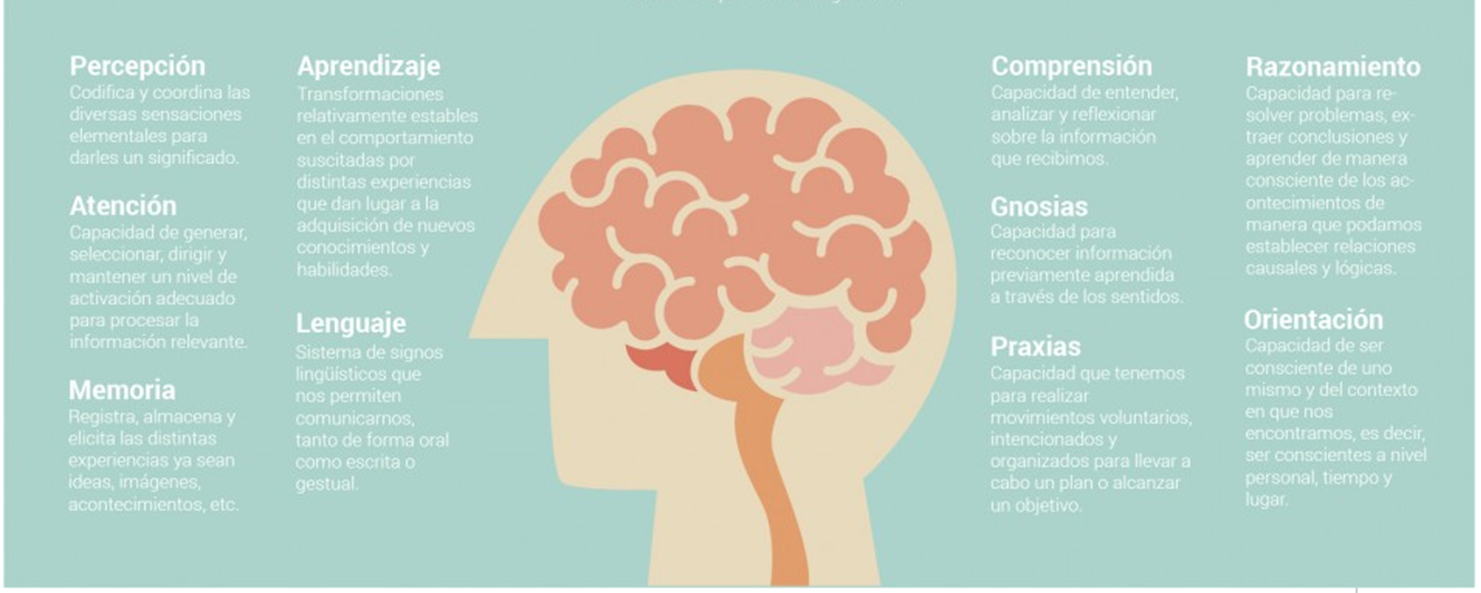 Percepción
Codifica y coordina las
diversas sensaciones
elementales para
darles un significado.
Atención
Capacidad de generar,
seleccionar, dirigir y
mantener un nivel de
activación adecuado
para procesar la
información relevante.
Memoria
Registra, almacena y
elicita las distintas
experiencias ya sean
ideas, imágenes,
acontecimientos, etc.
Aprendizaje
Transformaciones
relativamente estables
en el comportamiento
suscitadas por
distintas experiencias
que dan lugar a la
adquisición de nuevos
conocimientos y
habilidades.
Lenguaje
Sistema de signos
lingüísticos que
nos permiten
comunicarnos,
tanto de forma oral
como escrita o
gestual.
Comprensión
Capacidad de entender,
analizar y reflexionar
sobre la información
que recibimos.
Gnosias
Capacidad para
reconocer información
previamente aprendida
a través de los sentidos.
Praxias
Capacidad que tenemos
para realizar
movimientos voluntarios,
intencionados y
organizados para llevar a
cabo un plan o alcanzar
un objetivo.
Razonamiento
Capacidad para re-
solver problemas, ex-
traer conclusiones y
aprender de manera
consciente de los ac-
ontecimientos de
manera que podamos
establecer relaciones
causales y lógicas.
Orientación
Capacidad de ser
consciente de uno
mismo y del contexto
en que nos
encontramos, es decir,
ser conscientes a nivel
personal, tiempo y
lugar.